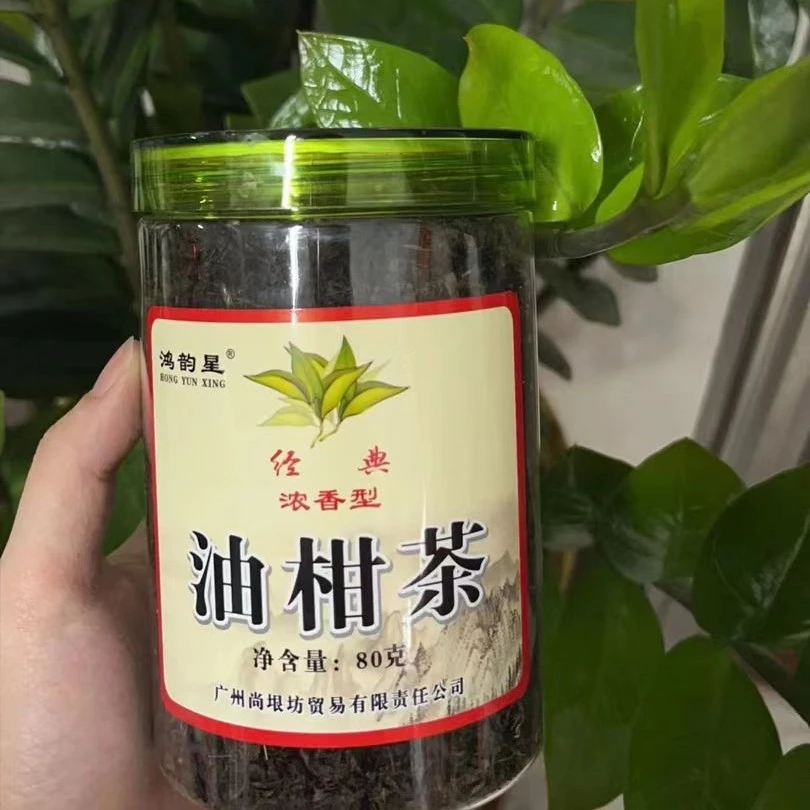 鸿韵星®
HONG YUN XING
经典
浓香型
油柑茶
净含量：80克
广州尚垠坊贸易有限责任公司